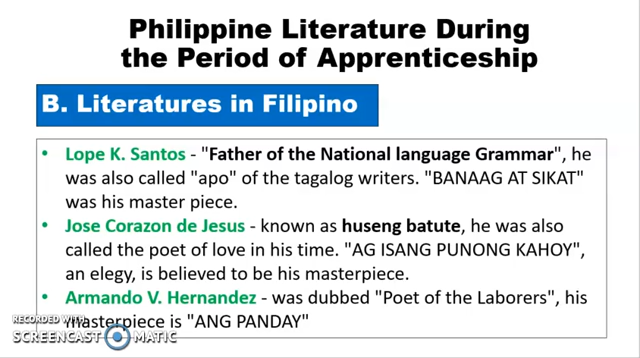 Philippine Literature During
the Period of Apprenticeship
B. Literatures in Filipino
• Lope K. Santos - "Father of the National language Grammar", he
was also called "apo" of the tagalog writers. "BANAAG AT SIKAT"
was his master piece.
• Jose Corazon de Jesus - known as huseng batute, he was also
called the poet of love in his time. "AG ISANG PUNONG KAHOY",
an elegy, is believed to be his masterpiece.
• Armando V. Hernandez - was dubbed "Poet of the Laborers", his
masterpiece is "ANG PANDAY"
RECORDED WITH
SCREENCAST MATIC